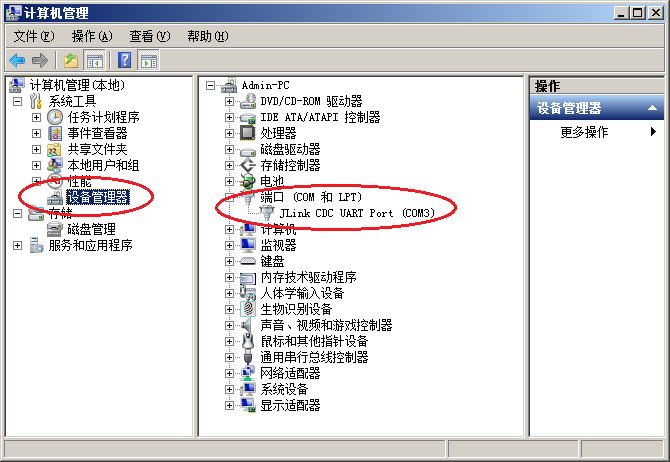 计算机管理
文件(F) 操作(A) 查看(V) 帮助(H)
计算机管理(本地)
系统工具
任务计划程序
事件查看器
共享文件夹
本地用户和组
性能
设备管理器
存储
磁盘管理
服务和应用程序
Admin-PC
DVD/CD-ROM 驱动器
IDE ATA/ATAPI 控制器
处理器
磁盘驱动器
存储控制器
电池
端口 (COM 和 LPT)
JLink CDC UART Port (COM3)
计算机
监视器
键盘
内存技术驱动程序
人体学输入设备
生物识别设备
声音、视频和游戏控制器
鼠标和其他指针设备
通用串行总线控制器
网络适配器
系统设备
显示适配器
操作
设备管理器
更多操作